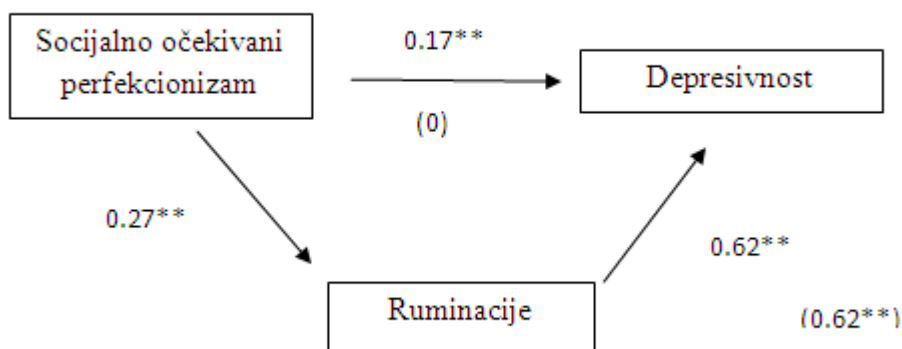 Socijalno očekivani
perfekcionizam
0.17**
(0)
Depresivnost
0.27**
0.62**
Ruminacije
(0.62**)